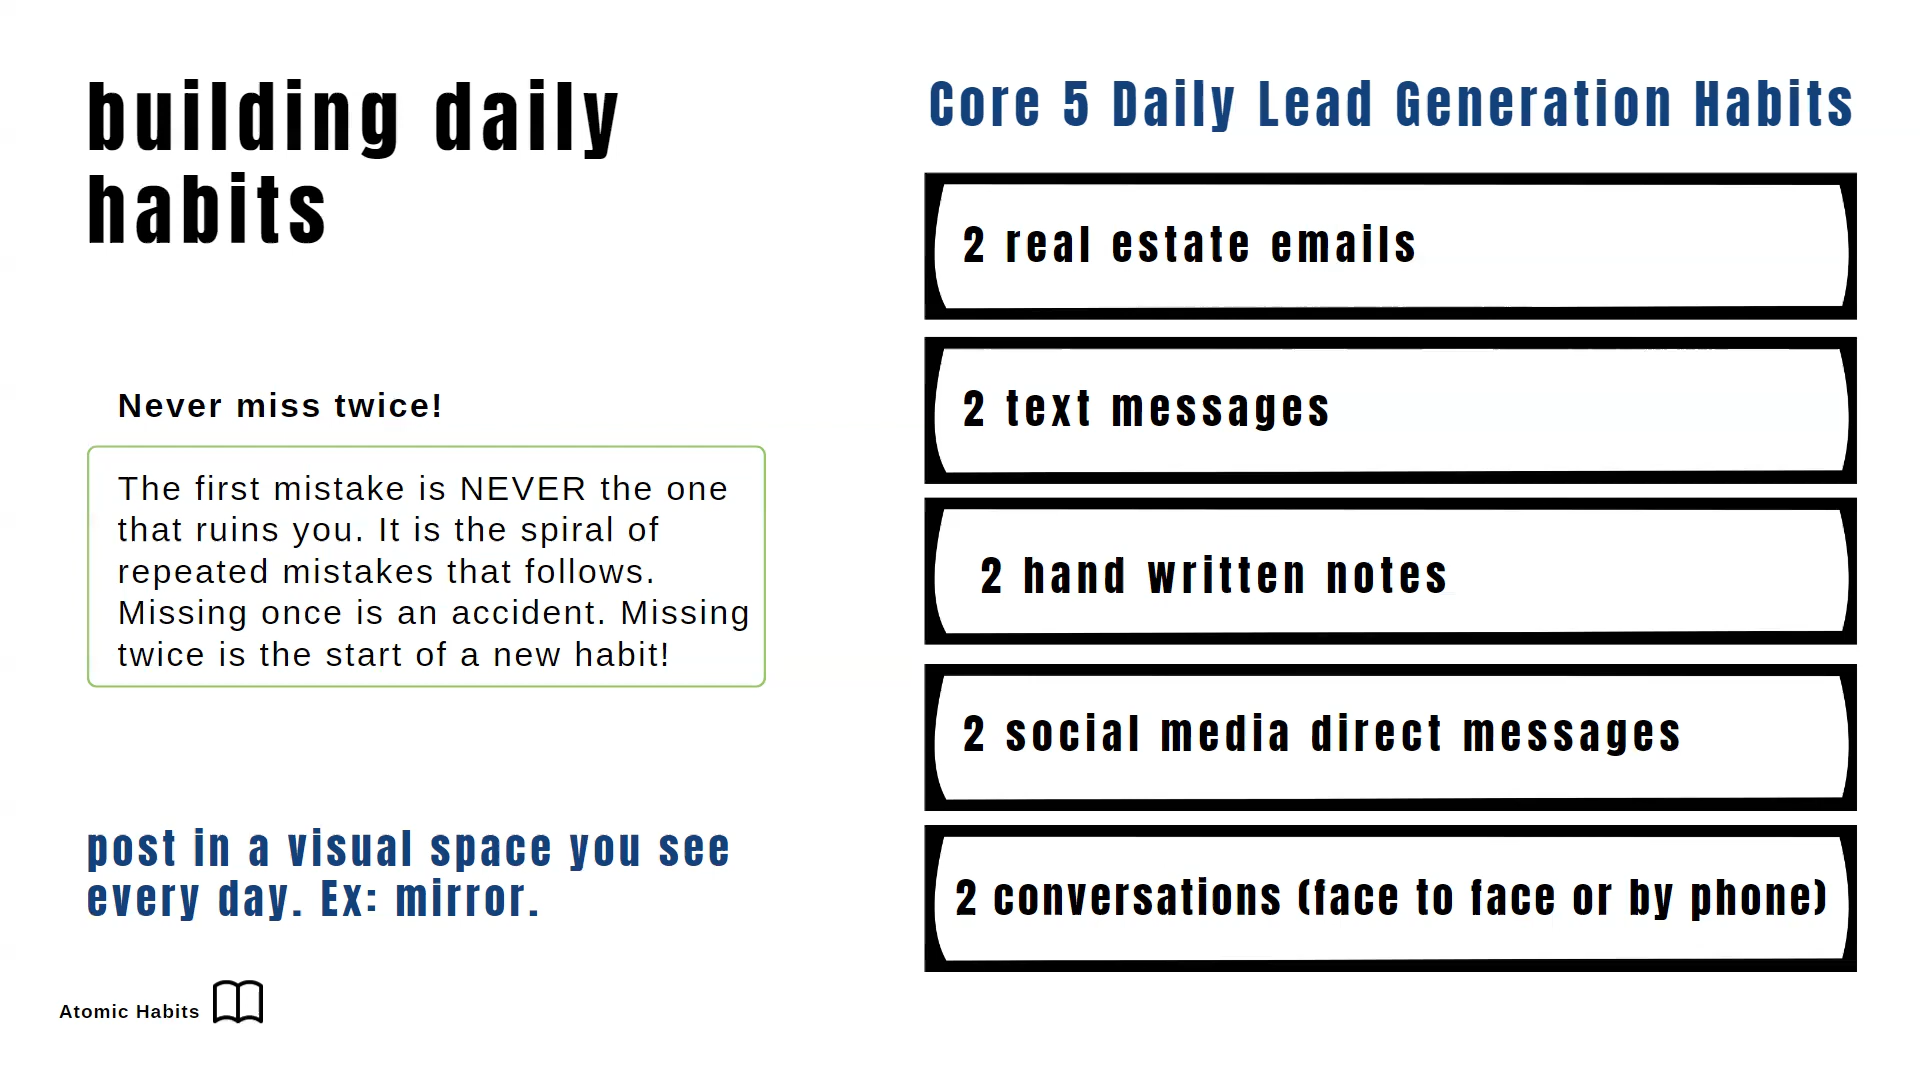 building daily
habits
Never miss twice!
The first mistake is NEVER the one
that ruins you. It is the spiral of
repeated mistakes that follows.
Missing once is an accident. Missing
twice is the start of a new habit!
post in a visual space you see
every day. Ex: mirror.
Atomic Habits
Core 5 Daily Lead Generation Habits
2 real estate emails
2 text messages
2 hand written notes
2 social media direct messages
2 conversations (face to face or by phone)